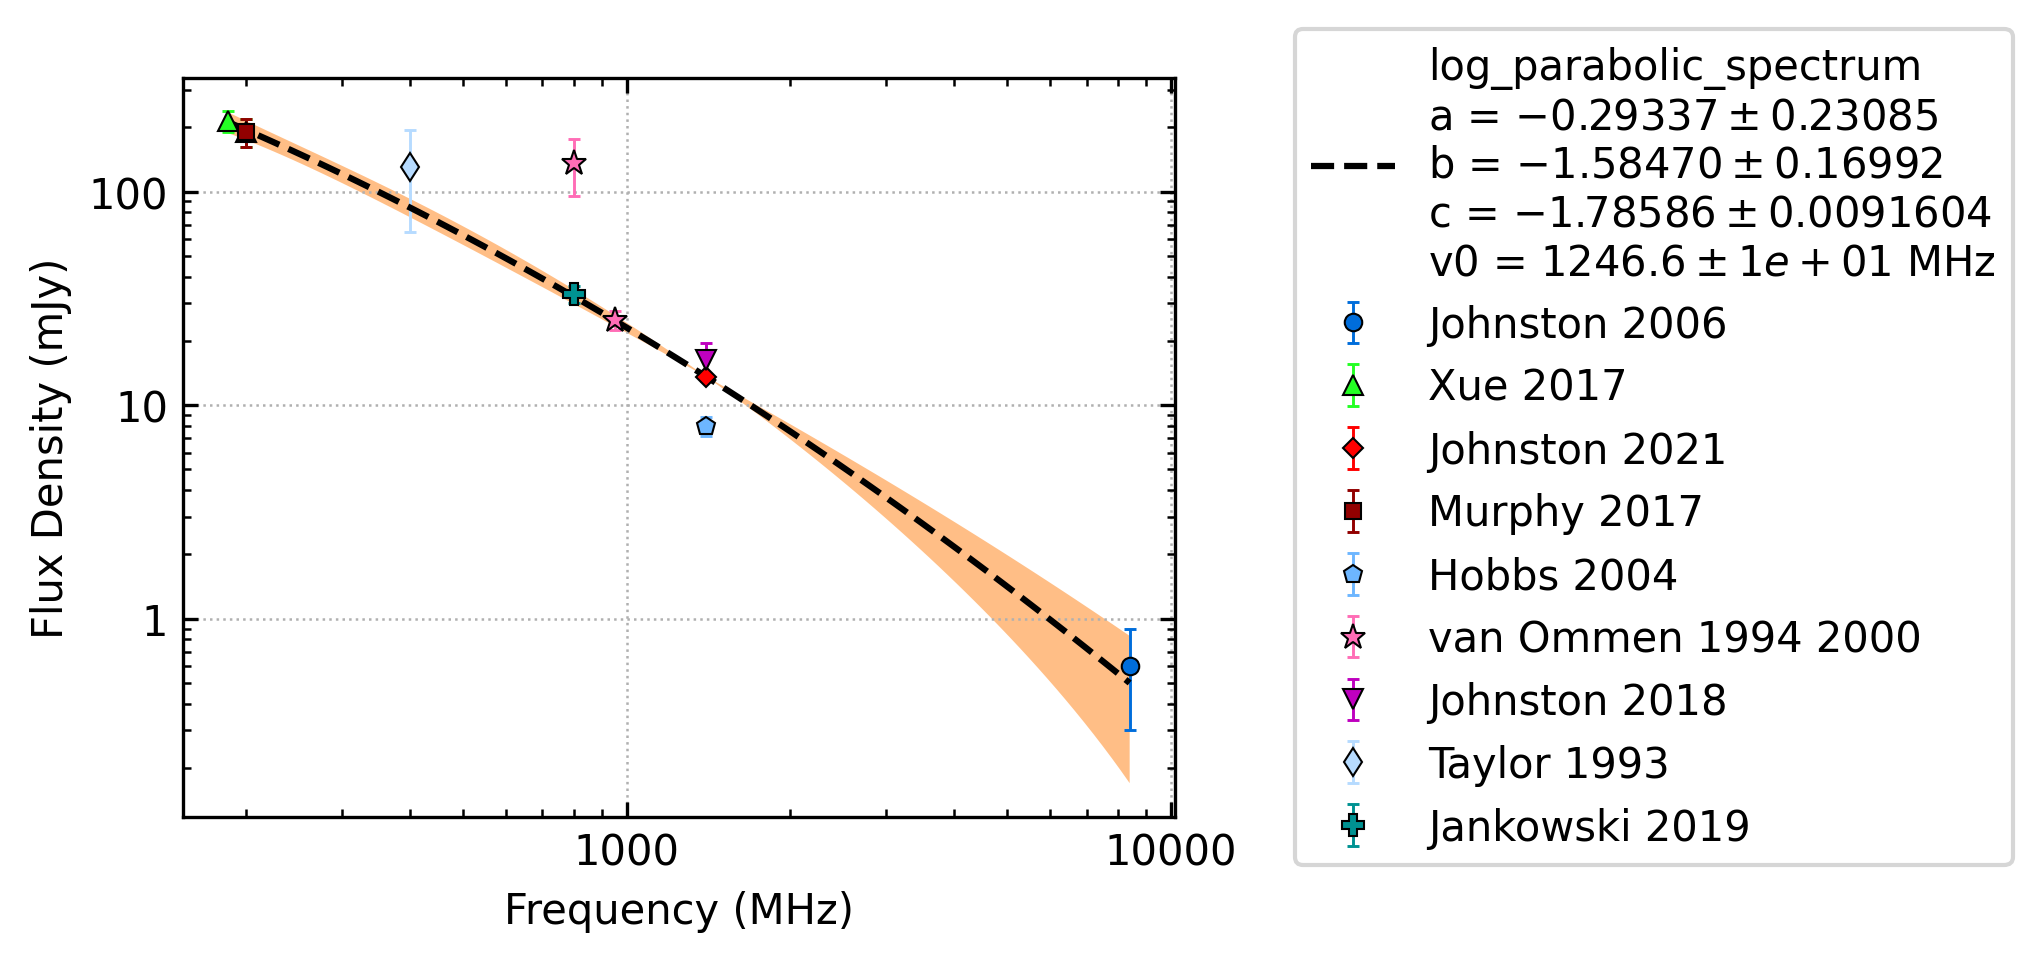 100
10
1
Flux Density (mJy)
1000
10000
Frequency (MHz)
log_parabolic_spectrum
a = −0.29337 ± 0.23085
b = −1.58470 ± 0.16992
c = −1.78586 ± 0.0091604
v0 = 1246.6 ± 1e + 01 MHz
Johnston 2006
Xue 2017
Johnston 2021
Murphy 2017
Hobbs 2004
van Ommen 1994 2000
Johnston 2018
Taylor 1993
Jankowski 2019